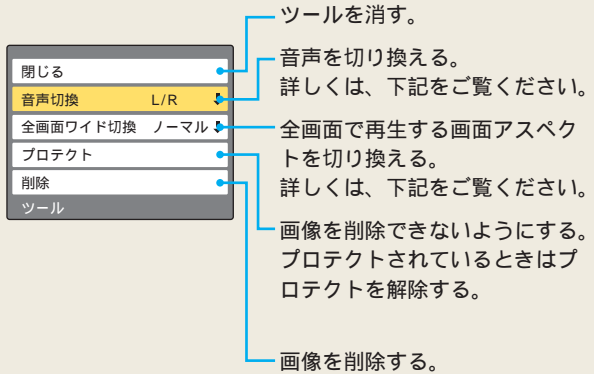 ツールを消す。
閉じる
音声を切り換える。
詳しくは、下記をご覧ください。
音声切換 L/R
全画面ワイド切換 ノーマル
全画面で再生する画面アスペク
トを切り換える。
詳しくは、下記をご覧ください。
プロテクト
画像を削除できないようにする。
プロテクトされているときはプ
ロテクトを解除する。
削除
画像を削除する。
ツール